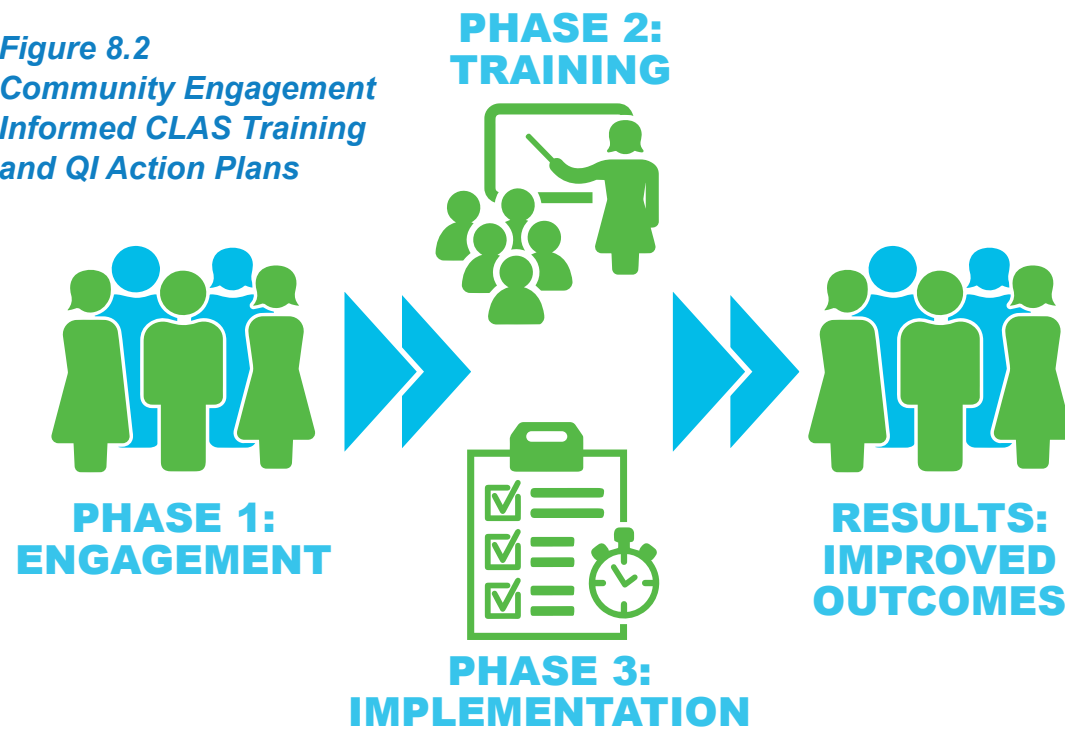 Figure 8.2
Community Engagement
Informed CLAS Training
and QI Action Plans
PHASE 2:
TRAINING
PHASE 1:
ENGAGEMENT
PHASE 3:
IMPLEMENTATION
RESULTS:
IMPROVED
OUTCOMES